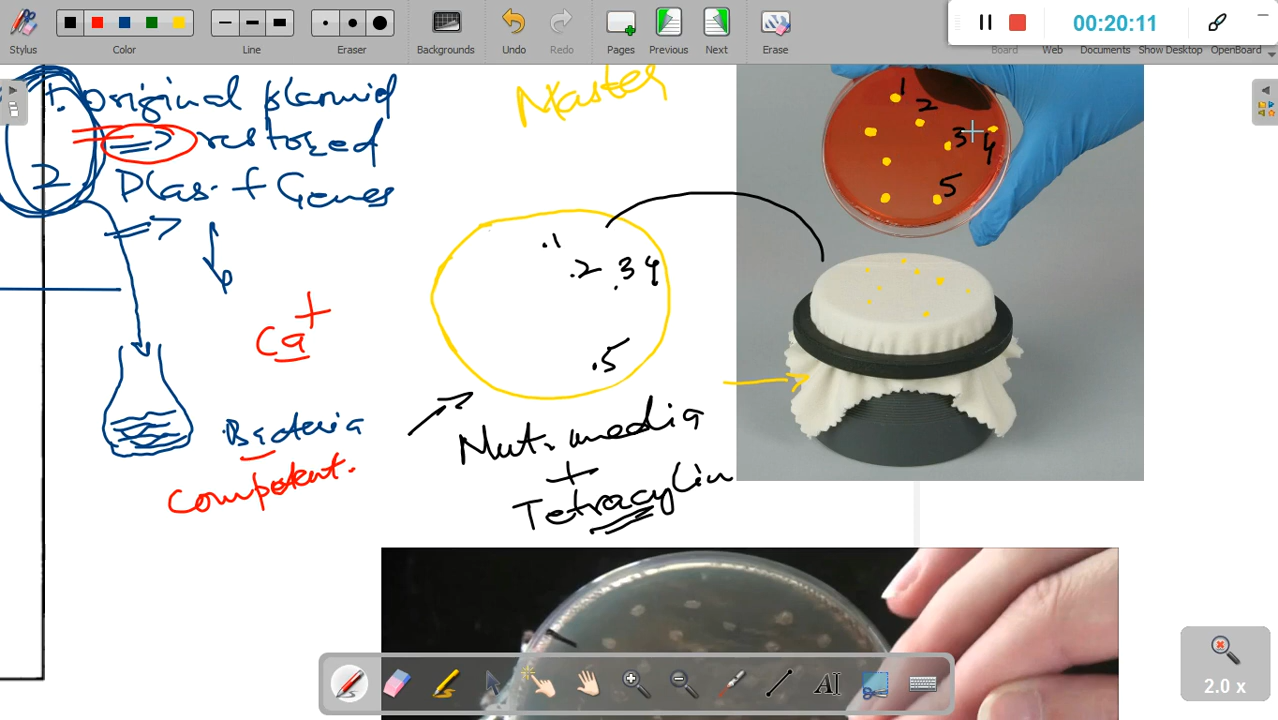 Stylus
Color
Line
Eraser
Backgrounds
Undo
Redo
Pages
Previous
Next
Erase
Board
Web
Documents
Show Desktop
OpenBoard
00:20:11
1. original plasmid
restored
2. Plas. + Genes
Master
1
2
3
4
5
.1
.2 .3 4
.5
Ca+
Bacteria
Competent.
Nut. media
+
Tetracylin
2.0 x